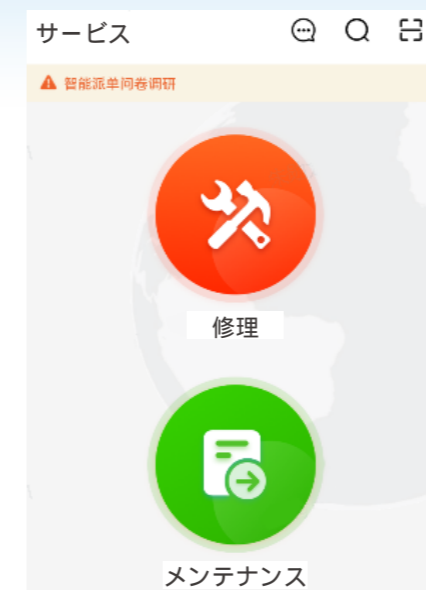 サービス
智能派单问卷调研
修理
メンテナンス